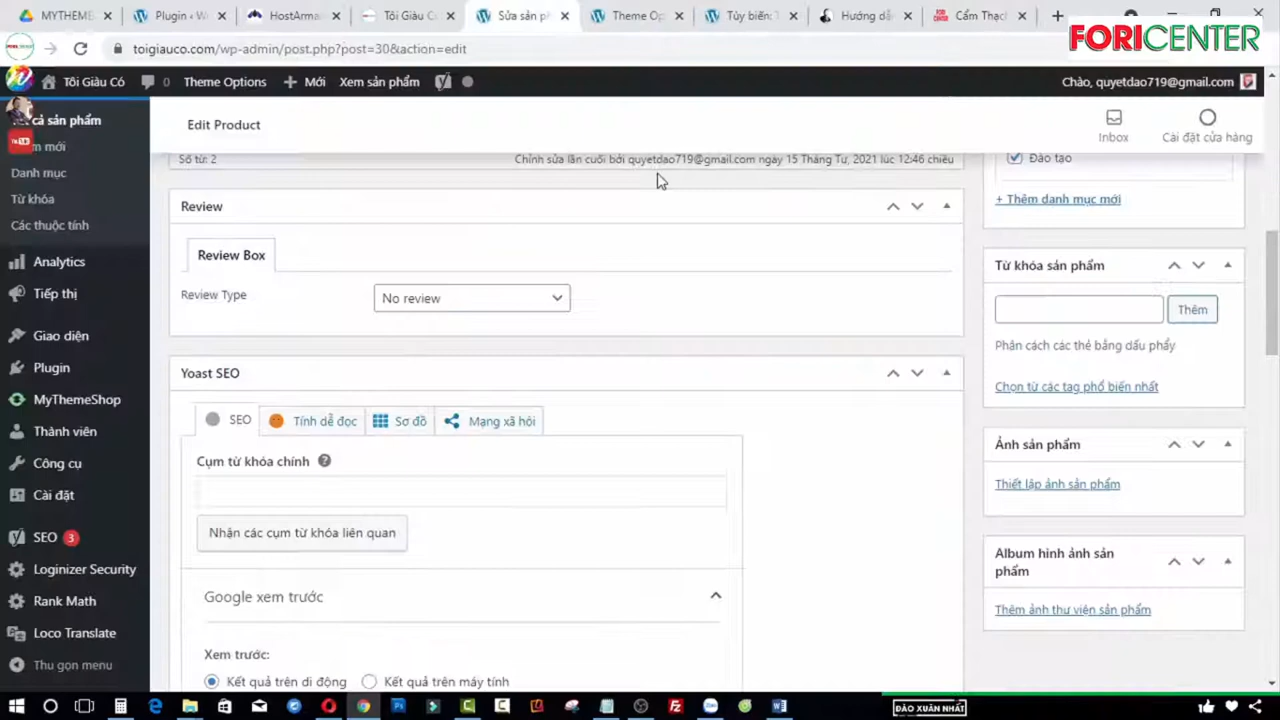 MYTHEME
Plugin ‹ W
HostArma
Tôi Giàu C
Sửa sản p
Theme Op
Tùy biến: T
Hướng dẫ
Cẩm Thạch
FORICENTER
toigiauco.com/wp-admin/post.php?post=30&action=edit
Tôi Giàu Có
0
Theme Options
Mới
Xem sản phẩm
Chào, quyetdao719@gmail.com
cả sản phẩm
m mới
Danh mục
Từ khóa
Các thuộc tính
Analytics
Tiếp thị
Giao diện
Plugin
MyThemeShop
Thành viên
Công cụ
Cài đặt
SEO 3
Loginizer Security
Rank Math
Loco Translate
Thu gọn menu
Edit Product
Inbox
Cài đặt cửa hàng
Số từ: 2
Chỉnh sửa lần cuối bởi quyetdao719@gmail.com ngày 15 Tháng Tư, 2021 lúc 12:46 chiều
Review
Review Box
Review Type
No review
Yoast SEO
SEO
Tính dễ đọc
Sơ đồ
Mạng xã hội
Cụm từ khóa chính
Nhận các cụm từ khóa liên quan
Google xem trước
Xem trước:
Kết quả trên di động
Kết quả trên máy tính
Đào tạo
+ Thêm danh mục mới
Từ khóa sản phẩm
Thêm
Phân cách các thẻ bằng dấu phẩy
Chọn từ các tag phổ biến nhất
Ảnh sản phẩm
Thiết lập ảnh sản phẩm
Album hình ảnh sản
phẩm
Thêm ảnh thư viện sản phẩm
ĐÀO XUÂN NHẤT